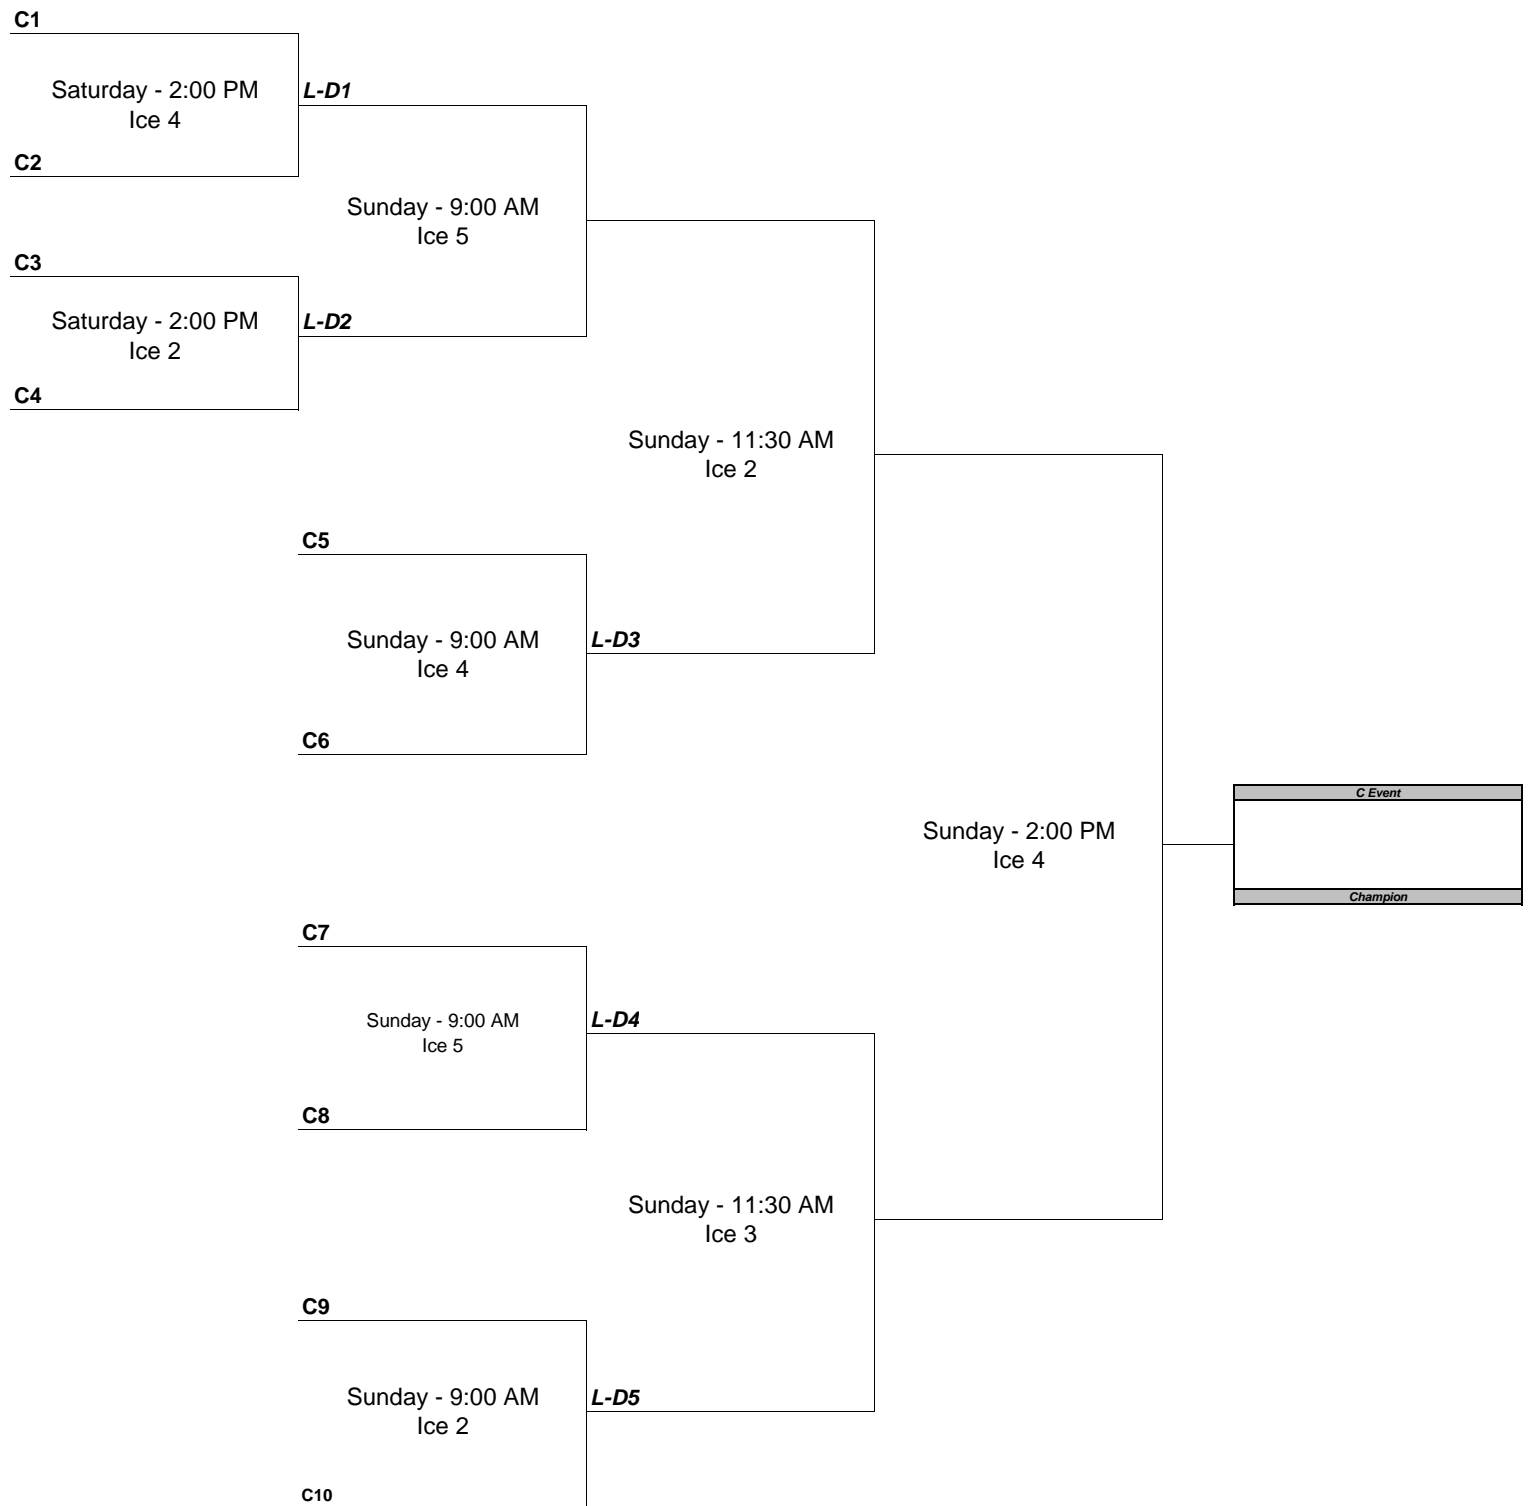 C1
Saturday - 2:00 PM
Ice 4
L-D1
C2
Sunday - 9:00 AM
Ice 5
C3
Saturday - 2:00 PM
Ice 2
L-D2
C4
Sunday - 11:30 AM
Ice 2
C5
Sunday - 9:00 AM
Ice 4
L-D3
C6
Sunday - 2:00 PM
Ice 4
C Event
Champion
C7
Sunday - 9:00 AM
Ice 5
L-D4
C8
Sunday - 11:30 AM
Ice 3
C9
Sunday - 9:00 AM
Ice 2
L-D5
C10